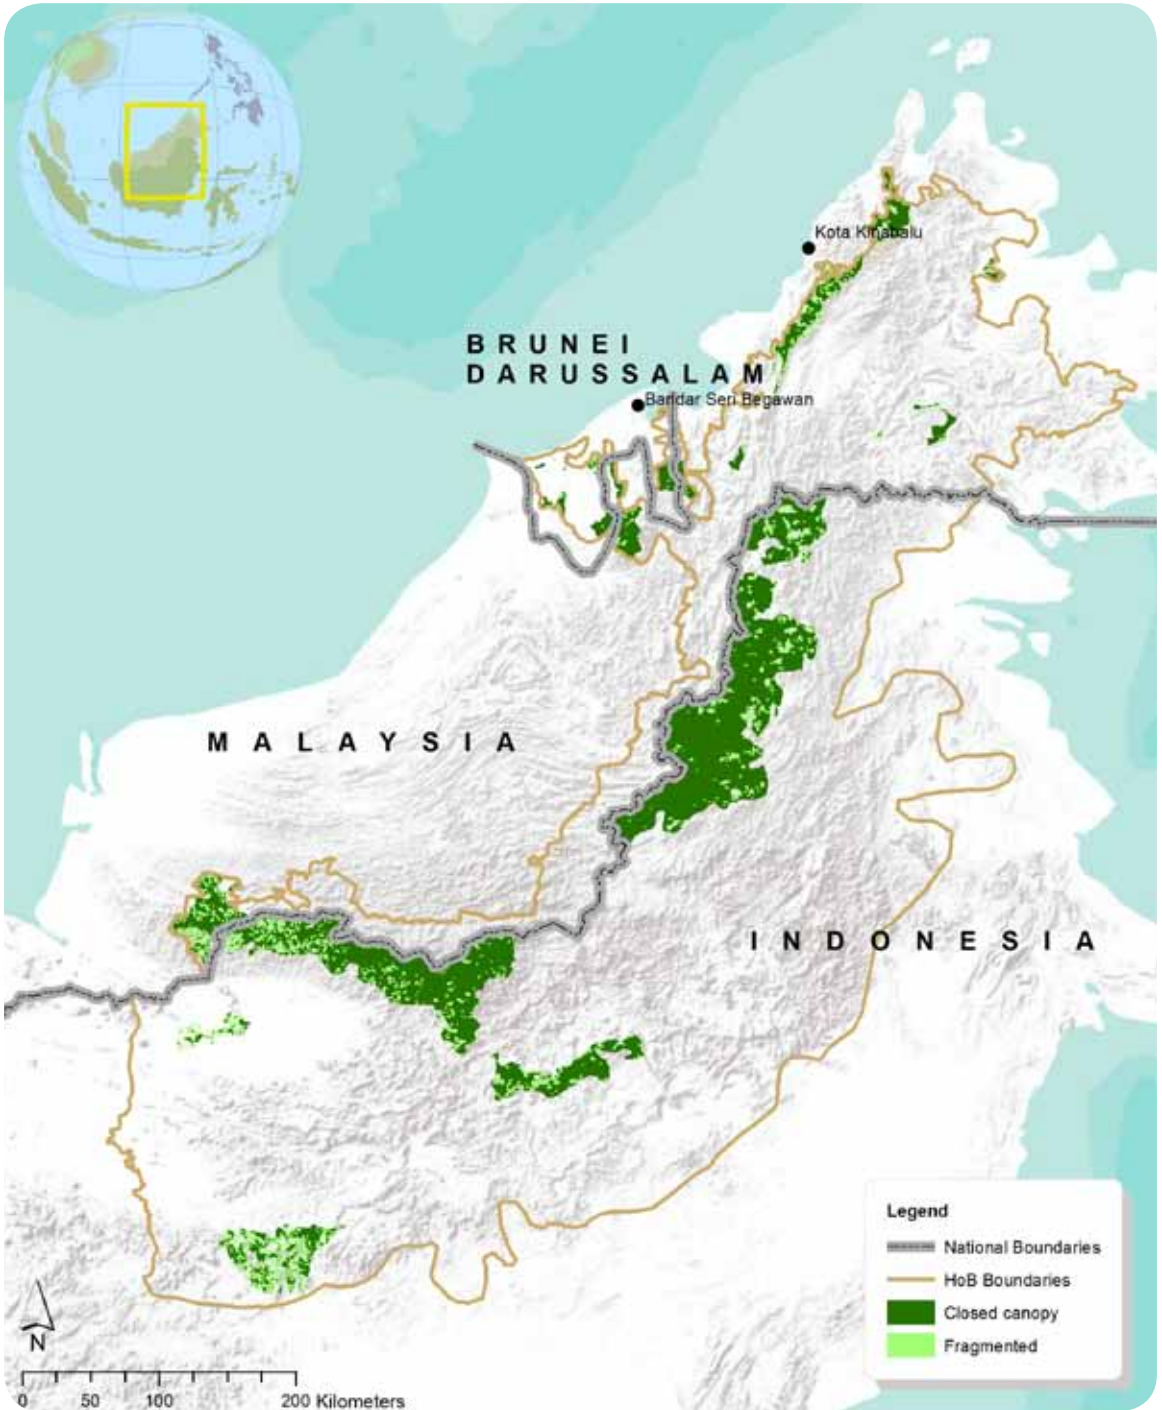 Kota Kinabalu
BRUNEI
DARUSSALAM
Bandar Seri Begawan
MALAYSIA
INDONESIA
Legend
National Boundaries
HoB Boundaries
Closed canopy
Fragmented
N
0 50 100 200 Kilometers